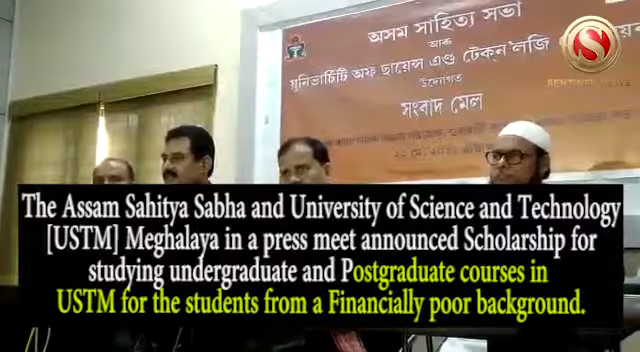 অসম সাহিত্য সভা
আৰু
য়ুনিভাৰ্চিটি অফ ছায়েন্স এণ্ড টেকন'লজি
উদ্যোগত
সংবাদ মেল
S
SENTINEL NEWS
The Assam Sahitya Sabha and University of Science and Technology
[USTM] Meghalaya in a press meet announced Scholarship for
studying undergraduate and Postgraduate courses in
USTM for the students from a Financially poor background.